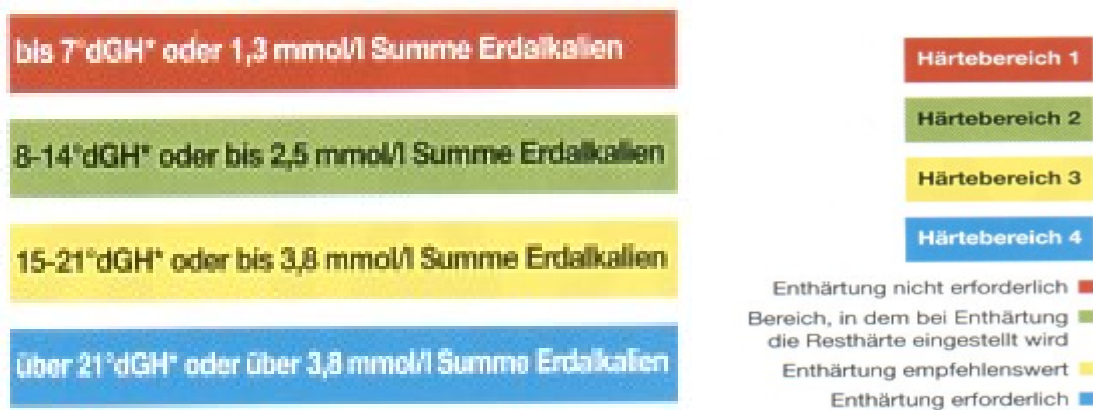 bis 7°dGH* oder 1,3 mmol/l Summe Erdalkalien
8-14°dGH* oder bis 2,5 mmol/l Summe Erdalkalien
15-21°dGH* oder bis 3,8 mmol/l Summe Erdalkalien
über 21°dGH* oder über 3,8 mmol/l Summe Erdalkalien
Härtebereich 1
Härtebereich 2
Härtebereich 3
Härtebereich 4
Enthärtung nicht erforderlich
Bereich, in dem bei Enthärtung
die Resthärte eingestellt wird
Enthärtung empfehlenswert
Enthärtung erforderlich